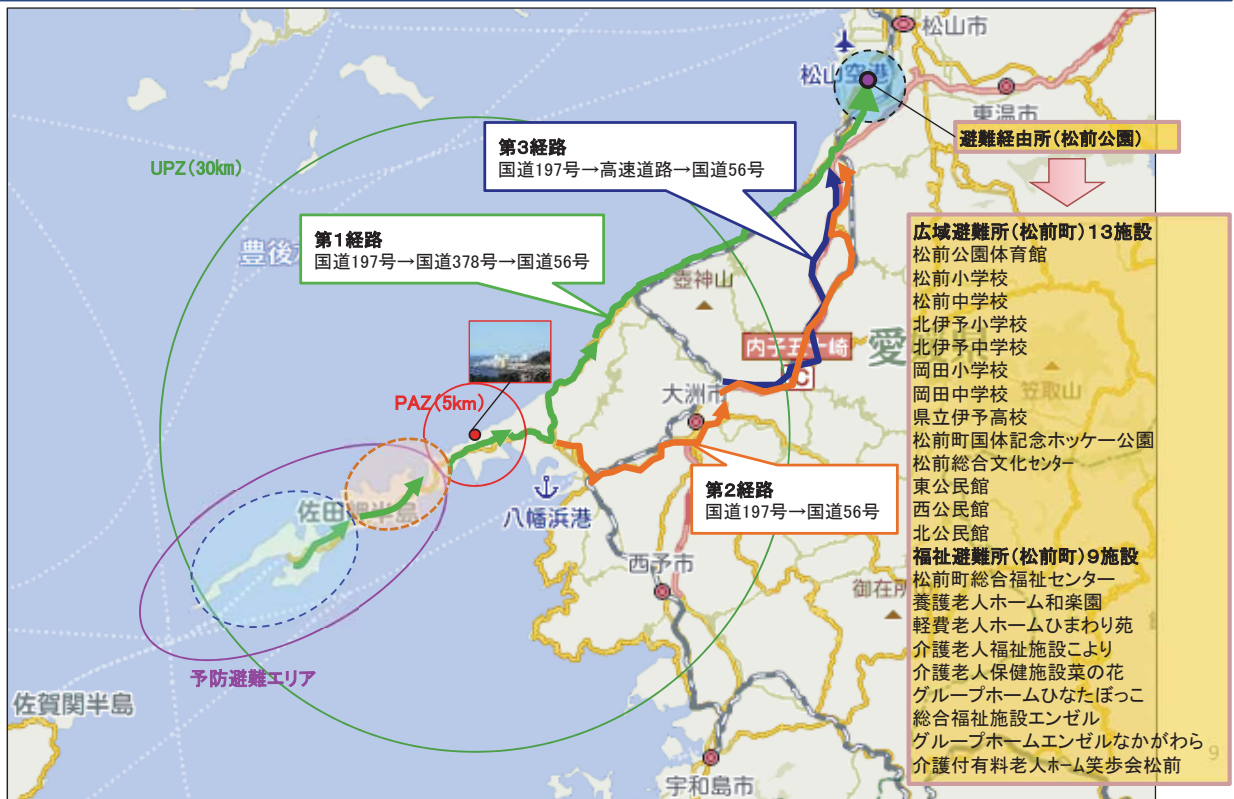 松山市
松山空港
東温市
避難経由所(松前公園)
第3経路
国道197号→高速道路→国道56号
UPZ(30km)
第1経路
国道197号→国道378号→国道56号
壺神山
内子五十崎
IC
大洲市
笠取山
PAZ(5km)
佐田岬半島
八幡浜港
第2経路
国道197号→国道56号
西予市
予防避難エリア
佐賀関半島
宇和島市
広域避難所(松前町)13施設
松前公園体育館
松前小学校
松前中学校
北伊予小学校
北伊予中学校
岡田小学校
岡田中学校
県立伊予高校
松前町国体記念ホッケー公園
松前総合文化センター
東公民館
西公民館
北公民館
福祉避難所(松前町)9施設
松前町総合福祉センター
養護老人ホーム和楽園
軽費老人ホームひまわり苑
介護老人福祉施設こより
介護老人保健施設菜の花
グループホームひなたぼっこ
総合福祉施設エンゼル
グループホームエンゼルなかがわら
介護付有料老人ホーム笑歩会松前
9